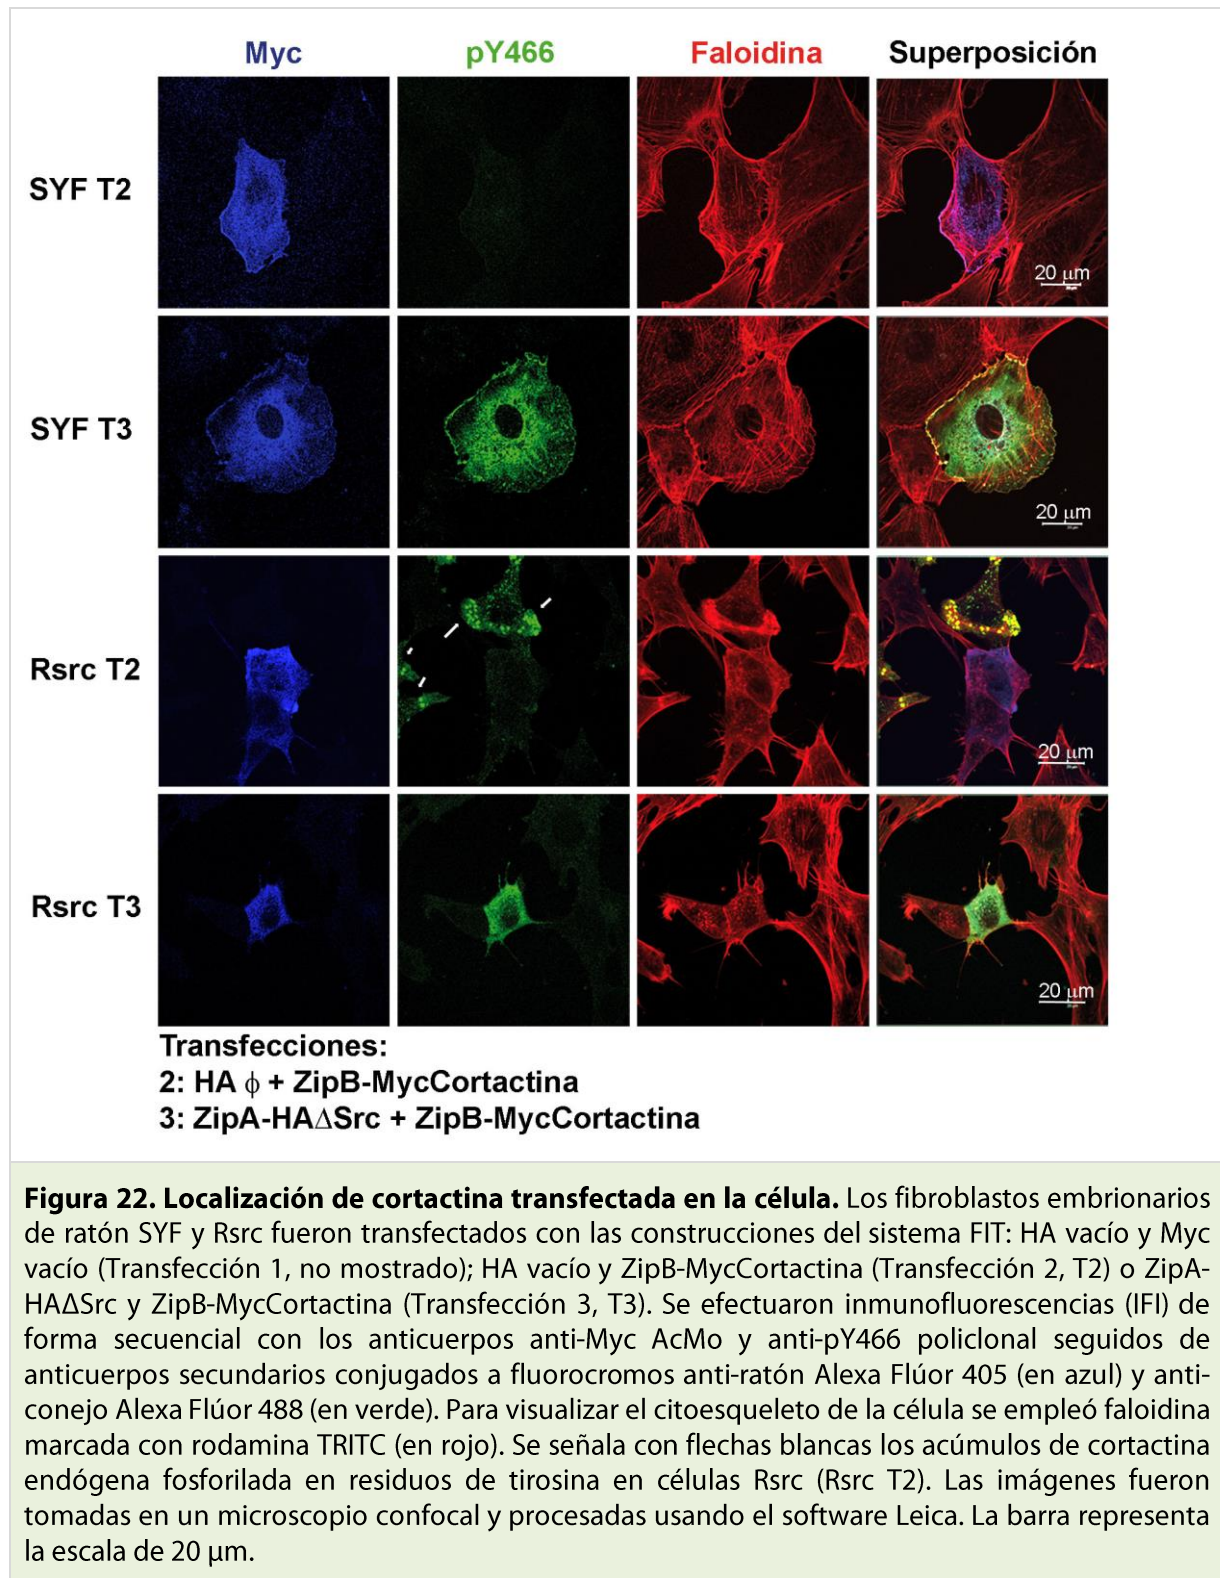 Myc pY466 Faloidina Superposición
SYF T2
20 µm
SYF T3
20 µm
Rsrc T2
20 µm
Rsrc T3
20 µm
Transfecciones:
2: HA ϕ + ZipB-MycCortactina
3: ZipA-HAΔSrc + ZipB-MycCortactina
Figura 22. Localización de cortactina transfectada en la célula. Los fibroblastos embrionarios
de ratón SYF y Rsrc fueron transfectados con las construcciones del sistema FIT: HA vacío y Myc
vacío (Transfección 1, no mostrado); HA vacío y ZipB-MycCortactina (Transfección 2, T2) o ZipA-
HAΔSrc y ZipB-MycCortactina (Transfección 3, T3). Se efectuaron inmunofluorescencias (IFI) de
forma secuencial con los anticuerpos anti-Myc AcMo y anti-pY466 policlonal seguidos de
anticuerpos secundarios conjugados a fluorocromos anti-ratón Alexa Flúor 405 (en azul) y anti-
conejo Alexa Flúor 488 (en verde). Para visualizar el citoesqueleto de la célula se empleó faloidina
marcada con rodamina TRITC (en rojo). Se señala con flechas blancas los acúmulos de cortactina
endógena fosforilada en residuos de tirosina en células Rsrc (Rsrc T2). Las imágenes fueron
tomadas en un microscopio confocal y procesadas usando el software Leica. La barra representa
la escala de 20 µm.